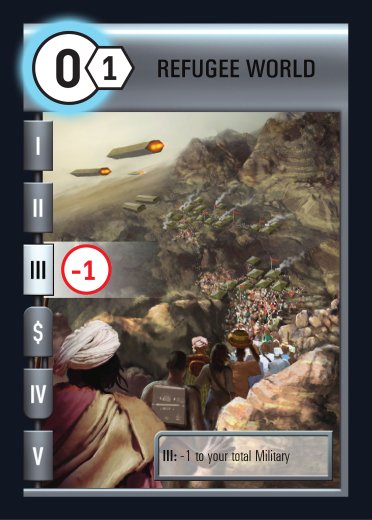 0 1 REFUGEE WORLD
I
II
III -1
$
IV
V
III: -1 to your total Military